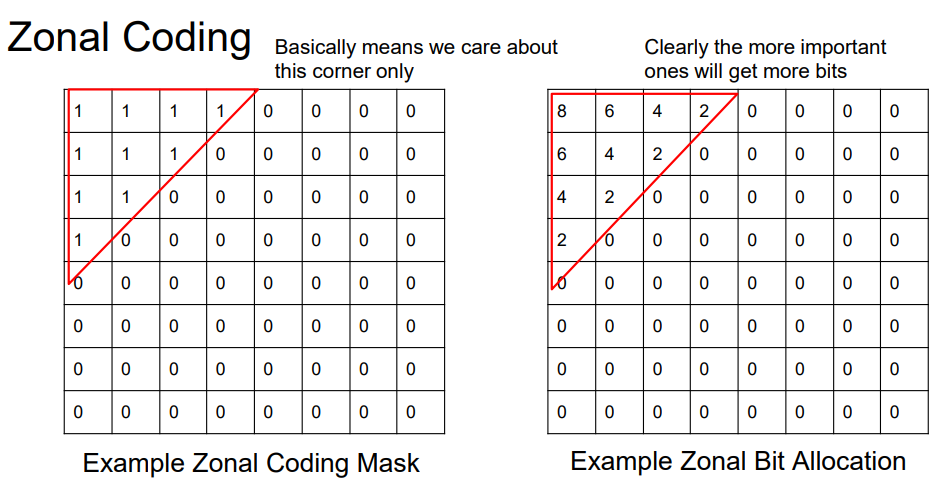 Zonal Coding
Basically means we care about
this corner only
Clearly the more important
ones will get more bits
1 1 1 1 0 0 0 0
1 1 1 0 0 0 0 0
1 1 0 0 0 0 0 0
1 0 0 0 0 0 0 0
0 0 0 0 0 0 0 0
0 0 0 0 0 0 0 0
0 0 0 0 0 0 0 0
0 0 0 0 0 0 0 0
Example Zonal Coding Mask
8 6 4 2 0 0 0 0
6 4 2 0 0 0 0 0
4 2 0 0 0 0 0 0
2 0 0 0 0 0 0 0
0 0 0 0 0 0 0 0
0 0 0 0 0 0 0 0
0 0 0 0 0 0 0 0
0 0 0 0 0 0 0 0
Example Zonal Bit Allocation